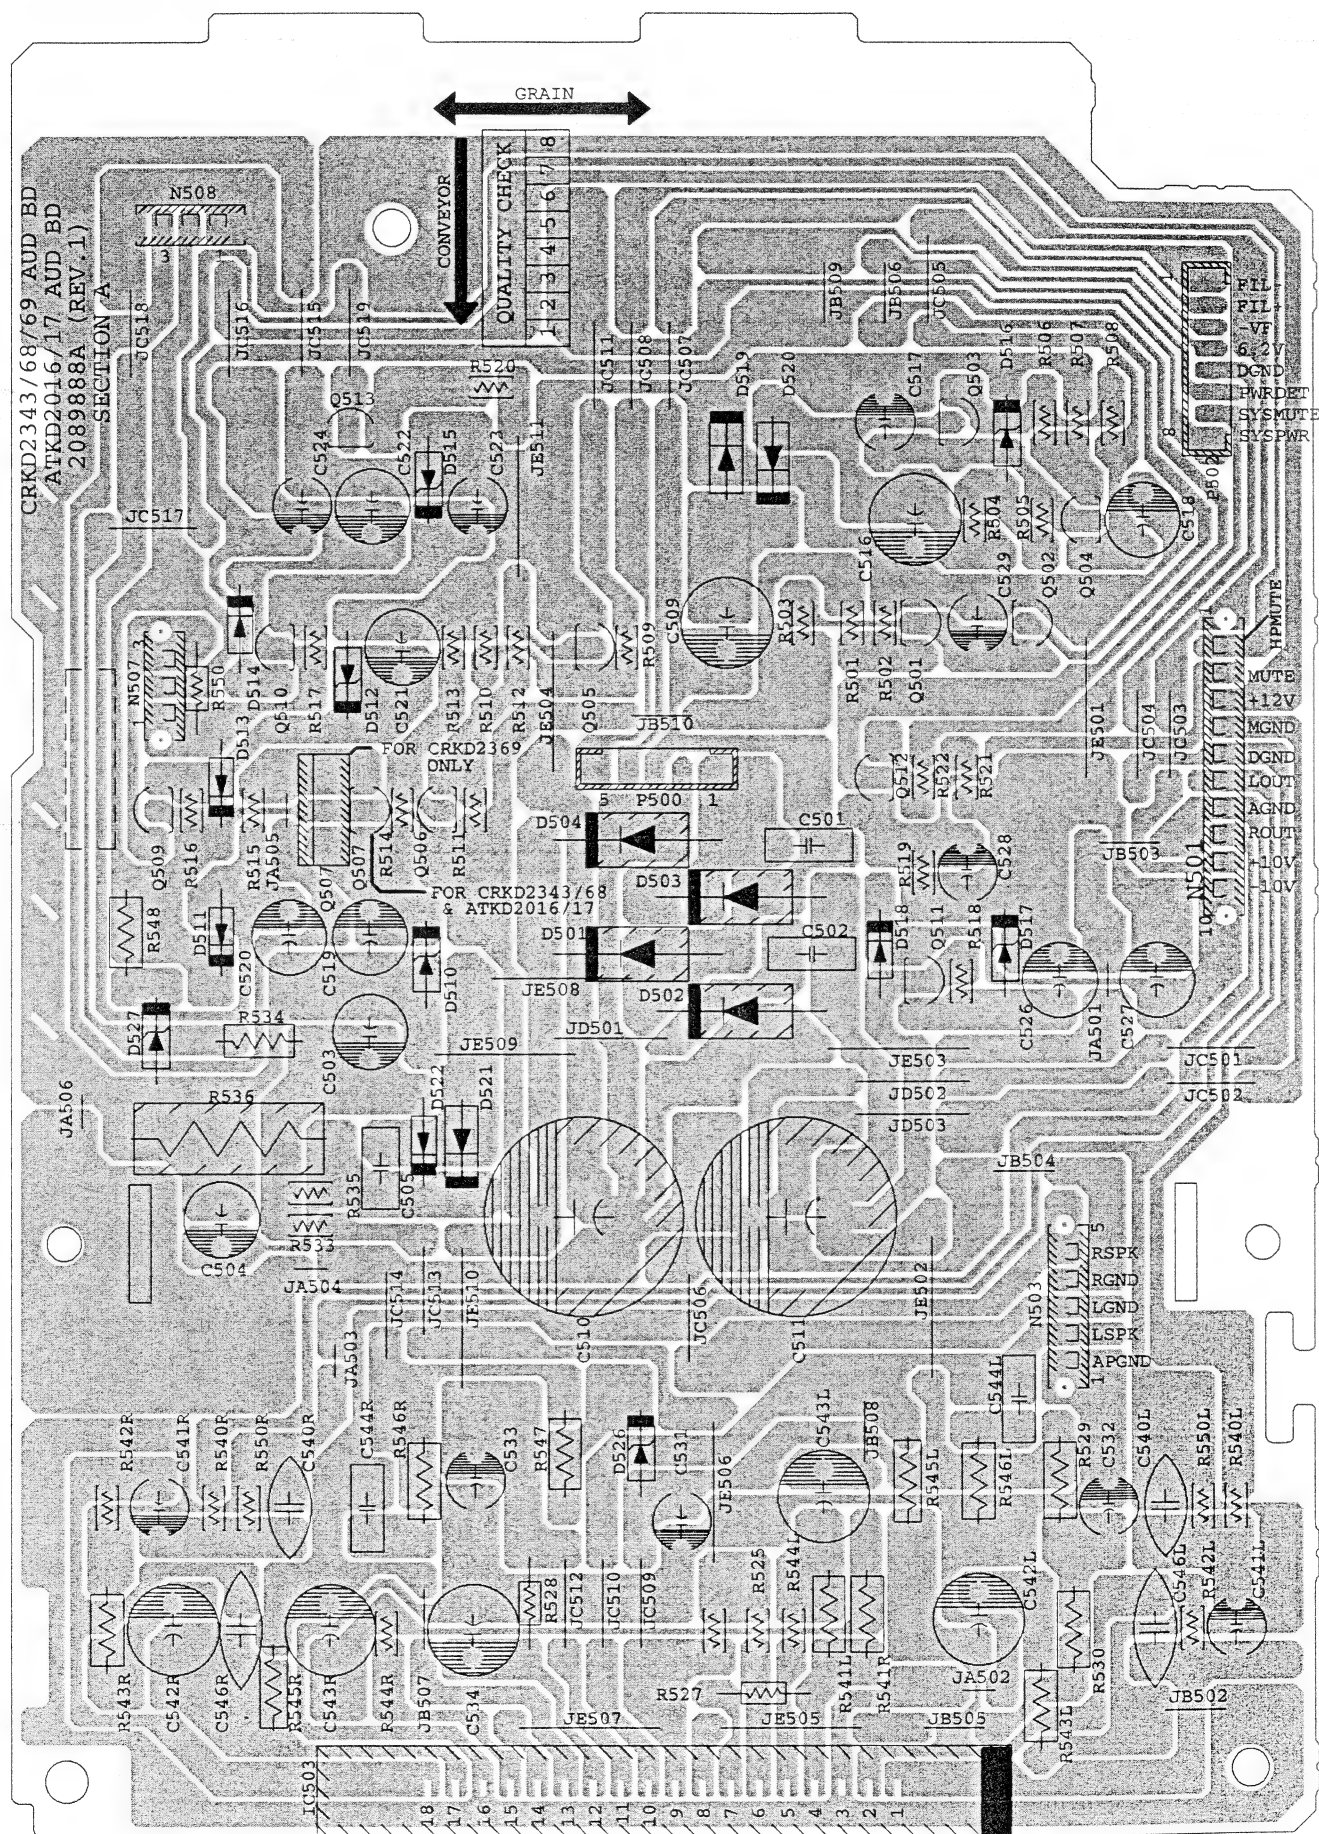 GRAIN
CONVEYOR
QUALITY CHECK
1 2 3 4 5 6 7 8
CRKD2343/68/69 AUD BD
ATKD2016/17 AUD BD
2089888A (REV.1)
SECTION A
N508
3
JC518
JC516
JC515
JC519
R520
JC511
JC508
JC507
JB509
JB506
JC505
1
FIL-
FIL+
-VF
6.2V
DGND
PWRDET
SYSMUTE
SYSPWR
8
P502
Q513
C524
C522
D515
C523
JE511
D519
D520
C517
Q503
D516
R506
R507
R508
JC517
C516
R504
R505
C529
Q502
Q504
C518
N507
1
3
R550
D514
Q510
R517
D512
C521
R513
R510
R512
JE504
Q505
R509
C509
R503
R501
R502
Q501
JE501
JC504
JC503
1
HPMUTE
MUTE
+12V
MGND
DGND
LOUT
AGND
ROUT
-10V
-10V
10
N501
D513
FOR CRKD2369
ONLY
JB510
5 P500 1
Q512
R522
R521
Q509
R516
R515
JA505
Q507
Q507
R514
Q506
R511
D504
C501
JB503
D503
R519
C528
FOR CRKD2343/68
& ATKD2016/17
R548
D511
C520
C519
D510
D501
C502
D518
Q511
R518
D517
JE508
D502
D527
R534
C503
JE509
JD501
C526
JA501
C527
JE503
JC501
JD502
JC502
JD503
JA506
R536
D522
D521
R535
C505
JB504
C504
R533
JA504
JC514
JC513
JE510
C510
JC506
C511
JE502
N503
5
RSPK
RGND
LGND
LSPK
APGND
1
JA503
R542R
C541R
R540R
R550R
C540R
C544R
R546R
C533
R547
D526
C531
JE506
C543L
JB508
R545L
R546L
C544L
R529
C532
C540L
R550L
R540L
R543R
C542R
C546R
R545R
C543R
R544R
JB507
C534
R528
JC512
JC510
JC509
R525
R544L
R541L
R541R
C542L
JA502
R530
R543L
C546L
R542L
C541L
JB502
R527
JE507
JE505
JB505
IC503
18 17 16 15 14 13 12 11 10 9 8 7 6 5 4 3 2 1